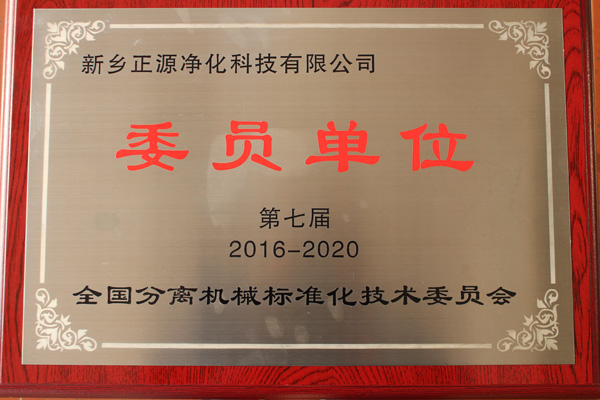 新乡正源净化科技有限公司
委员单位
第七届
2016-2020
全国分离机械标准化技术委员会